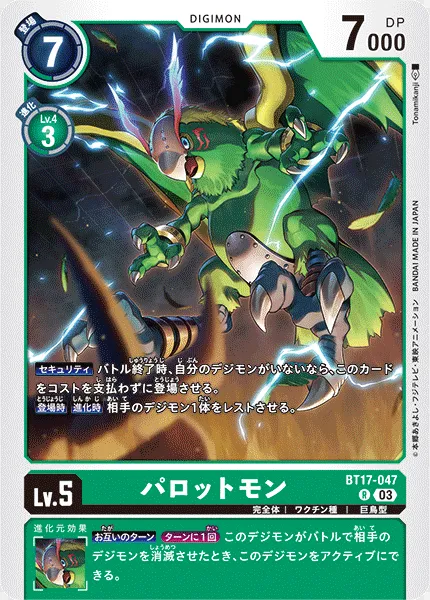 DIGIMON
登場
7
7000
DP
進化
Lv.4
3
Tonamikanji
BANDAI MADE IN JAPAN
© 本郷あきよし・フジテレビ・東映アニメーション
セキュリティ バトル終了時、自分のデジモンがいないなら、このカード
をコストを支払わずに登場させる。
登場時 進化時 相手のデジモン1体をレストさせる。
Lv.5
パロットモン
BT17-047
R 03
完全体 | ワクチン種 | 巨鳥型
進化元効果
お互いのターン ターンに1回 このデジモンがバトルで相手の
デジモンを消滅させたとき、このデジモンをアクティブにで
きる。